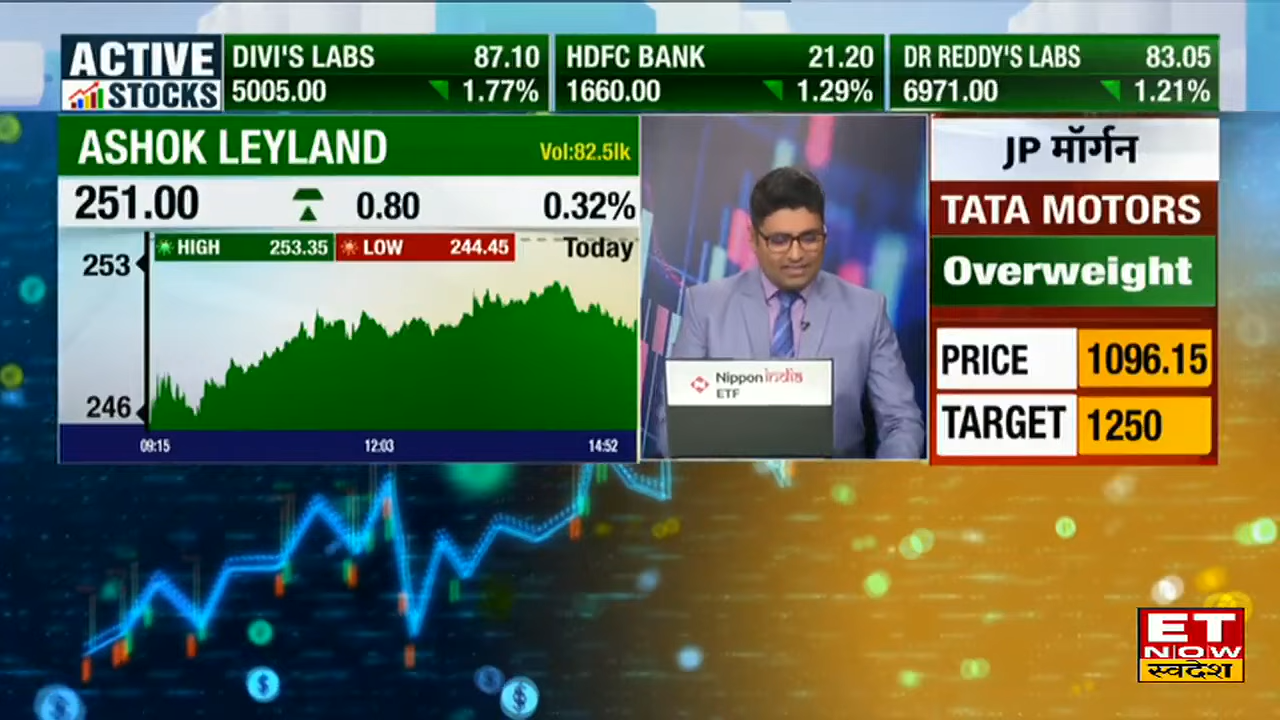 ACTIVE
STOCKS
DIVI'S LABS 87.10
5005.00 1.77%
HDFC BANK 21.20
1660.00 1.29%
DR REDDY'S LABS 83.05
6971.00 1.21%
ASHOK LEYLAND Vol:82.5lk
251.00 0.80 0.32%
HIGH 253.35 LOW 244.45 Today
253
246
09:15 12:03 14:52
Nippon india
ETF
JP मॉर्गन
TATA MOTORS
Overweight
PRICE 1096.15
TARGET 1250
ET
NOW
स्वदेश